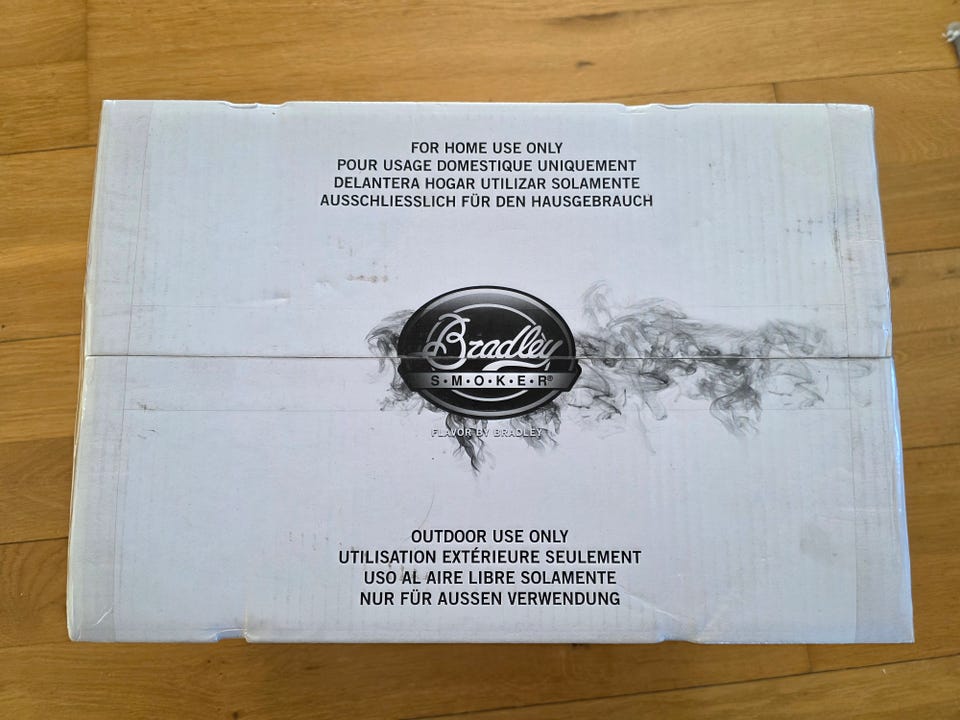 FOR HOME USE ONLY
POUR USAGE DOMESTIQUE UNIQUEMENT
DELANTERA HOGAR UTILIZAR SOLAMENTE
AUSSCHLIESSLICH FÜR DEN HAUSGEBRAUCH
Bradley
S•M•O•K•E•R®
FLAVOR BY BRADLEY
OUTDOOR USE ONLY
UTILISATION EXTÉRIEURE SEULEMENT
USO AL AIRE LIBRE SOLAMENTE
NUR FÜR AUSSEN VERWENDUNG